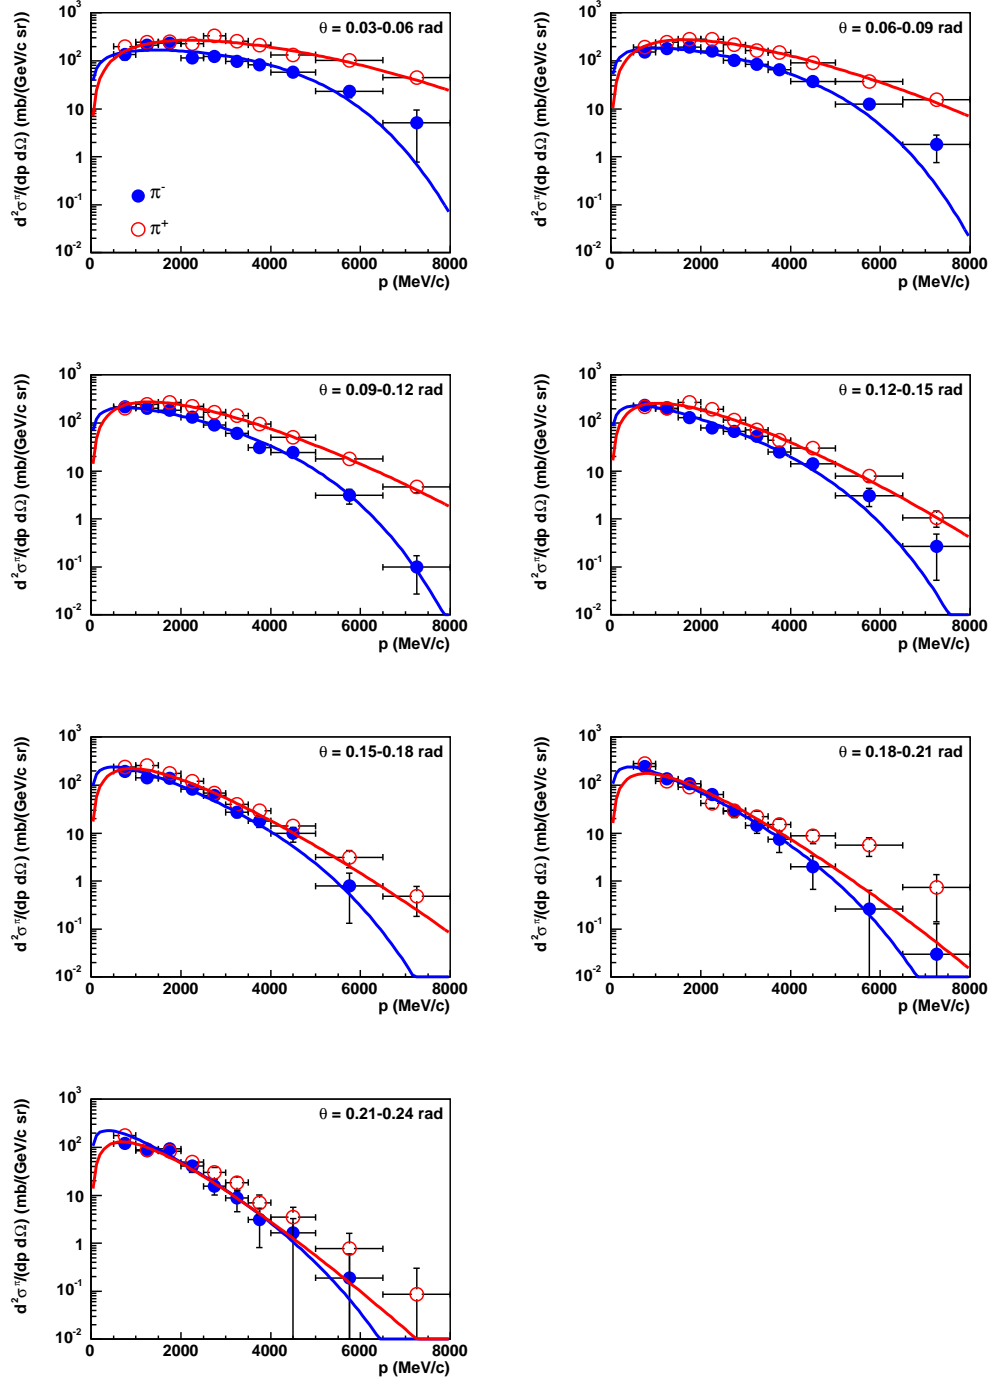 d²σ^π/(dp dΩ) (mb/(GeV/c sr))
10³
10²
10
1
10⁻¹
10⁻²
θ = 0.03-0.06 rad
π⁻
π⁺
0 2000 4000 6000 8000
p (MeV/c)
d²σ^π/(dp dΩ) (mb/(GeV/c sr))
10³
10²
10
1
10⁻¹
10⁻²
θ = 0.06-0.09 rad
0 2000 4000 6000 8000
p (MeV/c)
d²σ^π/(dp dΩ) (mb/(GeV/c sr))
10³
10²
10
1
10⁻¹
10⁻²
θ = 0.09-0.12 rad
0 2000 4000 6000 8000
p (MeV/c)
d²σ^π/(dp dΩ) (mb/(GeV/c sr))
10³
10²
10
1
10⁻¹
10⁻²
θ = 0.12-0.15 rad
0 2000 4000 6000 8000
p (MeV/c)
d²σ^π/(dp dΩ) (mb/(GeV/c sr))
10³
10²
10
1
10⁻¹
10⁻²
θ = 0.15-0.18 rad
0 2000 4000 6000 8000
p (MeV/c)
d²σ^π/(dp dΩ) (mb/(GeV/c sr))
10³
10²
10
1
10⁻¹
10⁻²
θ = 0.18-0.21 rad
0 2000 4000 6000 8000
p (MeV/c)
d²σ^π/(dp dΩ) (mb/(GeV/c sr))
10³
10²
10
1
10⁻¹
10⁻²
θ = 0.21-0.24 rad
0 2000 4000 6000 8000
p (MeV/c)